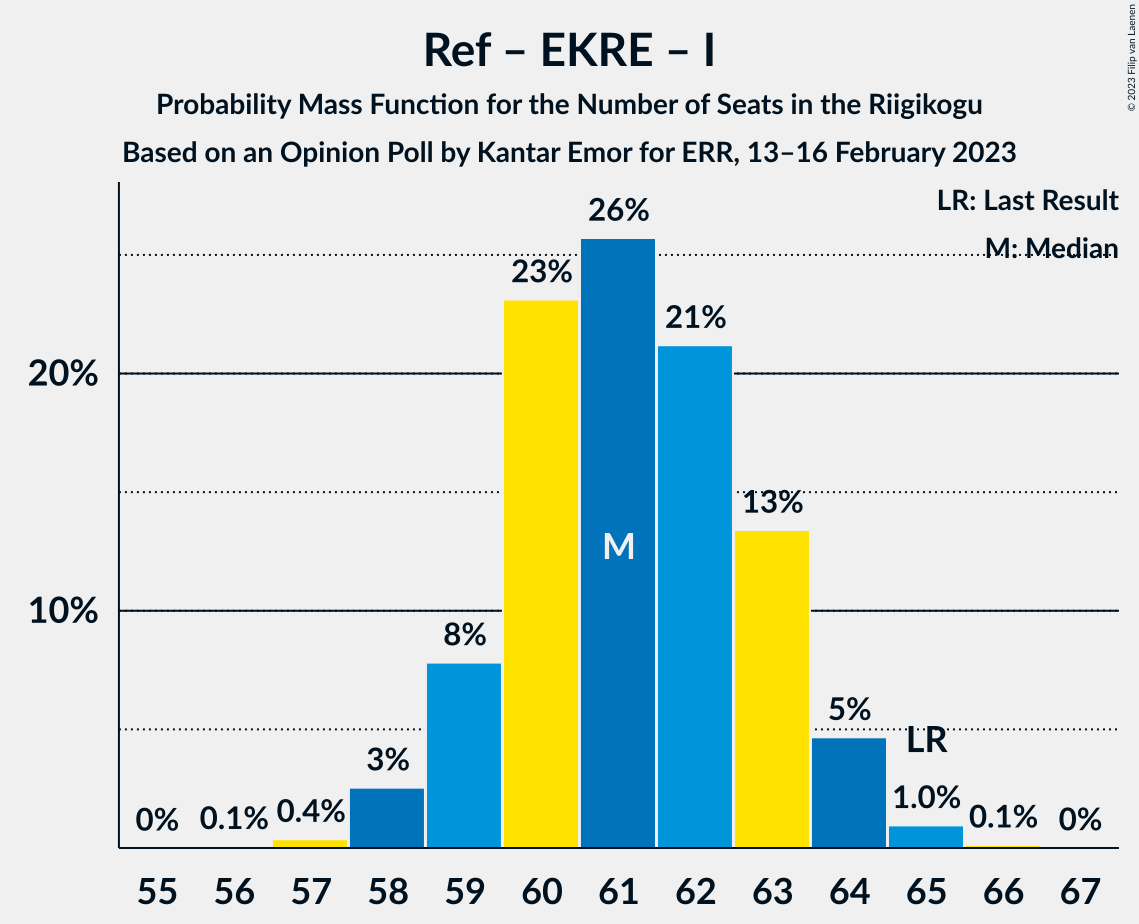 Ref – EKRE – I
Probability Mass Function for the Number of Seats in the Riigikogu
Based on an Opinion Poll by Kantar Emor for ERR, 13–16 February 2023
© 2023 Filip van Laenen
LR: Last Result
M: Median
26%
23%
21%
20%
13%
M
10%
8%
5%
LR
3%
1.0%
0% 0.1% 0.4%
0.1% 0%
55 56 57 58 59 60 61 62 63 64 65 66 67